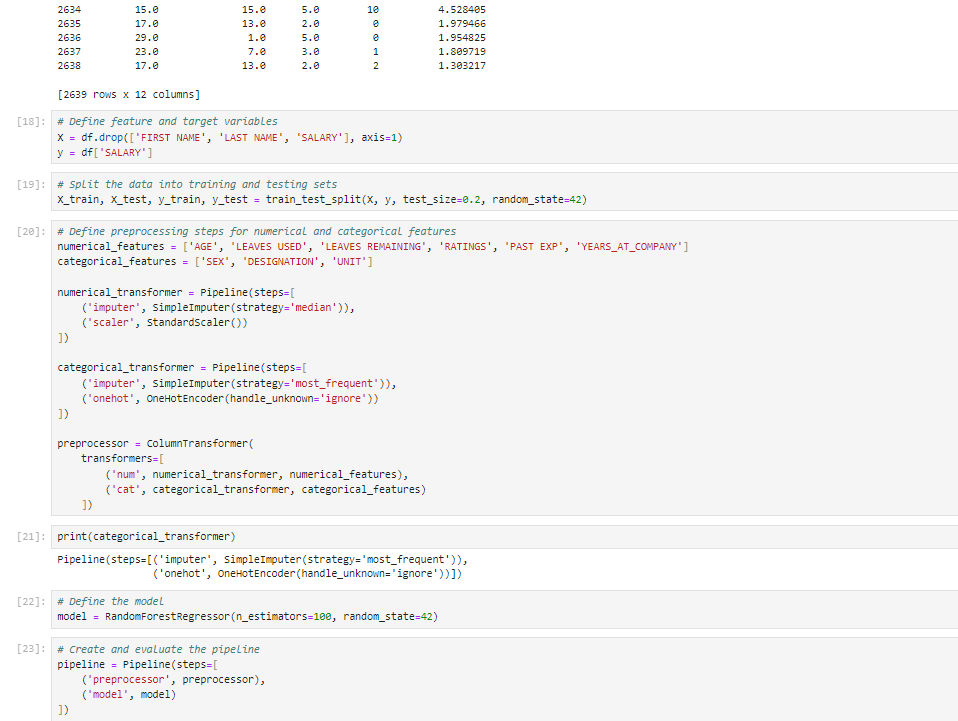 2634 15.0 15.0 5.0 10 4.528405
2635 17.0 13.0 2.0 0 1.979466
2636 29.0 1.0 5.0 0 1.954825
2637 23.0 7.0 3.0 1 1.809719
2638 17.0 13.0 2.0 2 1.303217
[2639 rows x 12 columns]
[18]: # Define feature and target variables
X = df.drop(['FIRST NAME', 'LAST NAME', 'SALARY'], axis=1)
y = df['SALARY']
[19]: # Split the data into training and testing sets
X_train, X_test, y_train, y_test = train_test_split(X, y, test_size=0.2, random_state=42)
[20]: # Define preprocessing steps for numerical and categorical features
numerical_features = ['AGE', 'LEAVES USED', 'LEAVES REMAINING', 'RATINGS', 'PAST EXP', 'YEARS_AT_COMPANY']
categorical_features = ['SEX', 'DESIGNATION', 'UNIT']
numerical_transformer = Pipeline(steps=[
('imputer', SimpleImputer(strategy='median')),
('scaler', StandardScaler())
])
categorical_transformer = Pipeline(steps=[
('imputer', SimpleImputer(strategy='most_frequent')),
('onehot', OneHotEncoder(handle_unknown='ignore'))
])
preprocessor = ColumnTransformer(
transformers=[
('num', numerical_transformer, numerical_features),
('cat', categorical_transformer, categorical_features)
])
[21]: print(categorical_transformer)
Pipeline(steps=[('imputer', SimpleImputer(strategy='most_frequent')),
('onehot', OneHotEncoder(handle_unknown='ignore'))])
[22]: # Define the model
model = RandomForestRegressor(n_estimators=100, random_state=42)
[23]: # Create and evaluate the pipeline
pipeline = Pipeline(steps=[
('preprocessor', preprocessor),
('model', model)
])